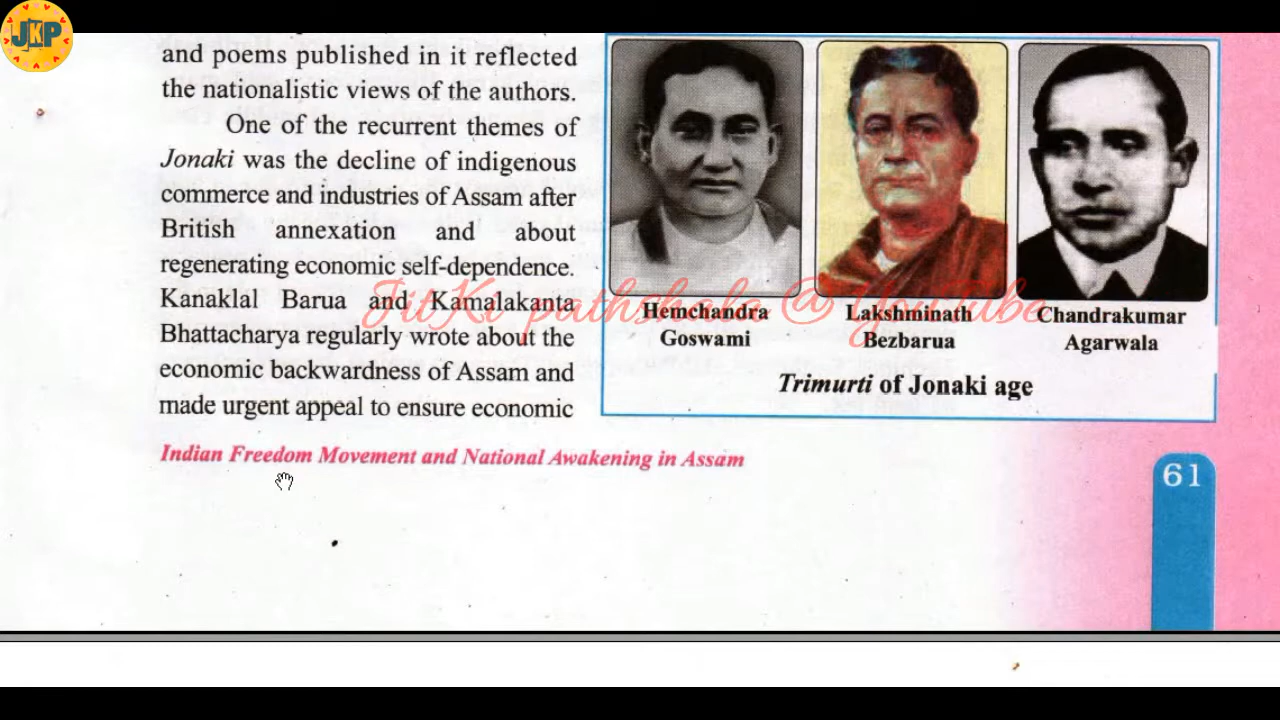 JKP
and poems published in it reflected
the nationalistic views of the authors.
One of the recurrent themes of
Jonaki was the decline of indigenous
commerce and industries of Assam after
British annexation and about
regenerating economic self-dependence.
Kanaklal Barua and Kamalakanta
Bhattacharya regularly wrote about the
economic backwardness of Assam and
made urgent appeal to ensure economic
Hemchandra
Goswami
Lakshminath
Bezbarua
Chandrakumar
Agarwala
Trimurti of Jonaki age
JitKi pathshala @ YouTube
Indian Freedom Movement and National Awakening in Assam
61